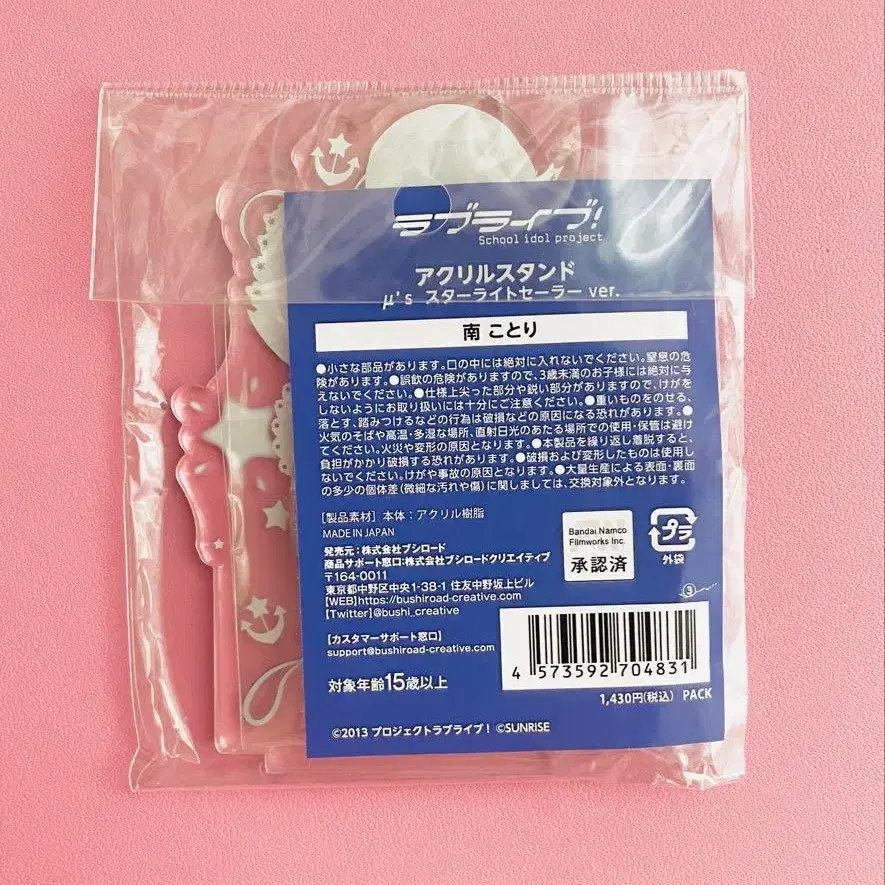 ラブライブ!
School idol project
アクリルスタンド
μ's スターライトセーラー ver.
南 ことり
●小さな部品があります。口の中には絶対に入れないでください。窒息の危
険があります。●誤飲の危険がありますので、3歳未満のお子様には絶対に与
えないでください。●仕様上尖った部分や鋭い部分がありますので、けがを
しないようにお取り扱いには十分にご注意ください。●重いものをのせる、
落とす、踏みつけるなどの行為は破損などの原因になる恐れがあります。●
火気のそばや高温・多湿な場所、直射日光のあたる場所での使用・保管は避け
てください。火災や変形の原因となります。●本製品を繰り返し着脱すると、
負担がかかり破損する恐れがあります。●破損および変形したものは使用し
ないでください。けがや事故の原因となります。●大量生産による表面・裏面
の多少の個体差(微細な汚れや傷)に関しましては、交換対象外となります。
[製品素材] 本体:アクリル樹脂
MADE IN JAPAN
発売元:株式会社ブシロード
商品サポート窓口:株式会社ブシロードクリエイティブ
〒164-0011
東京都中野区中央1-38-1 住友中野坂上ビル
[WEB]https://bushiroad-creative.com
[Twitter]@bushi_creative
Bandai Namco
Filmworks Inc.
承認済
プラ
外袋
③
[カスタマーサポート窓口]
support@bushiroad-creative.com
対象年齢15歳以上
4 573592 704831
1,430円(税込) PACK
©2013 プロジェクトラブライブ! ©SUNRISE